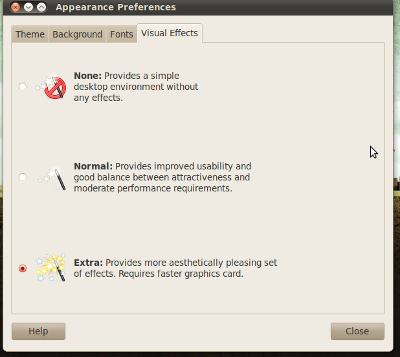 Appearance Preferences
Theme Background Fonts Visual Effects
None: Provides a simple
desktop environment without
any effects.
Normal: Provides improved usability and
good balance between attractiveness and
moderate performance requirements.
Extra: Provides more aesthetically pleasing set
of effects. Requires faster graphics card.
Help Close